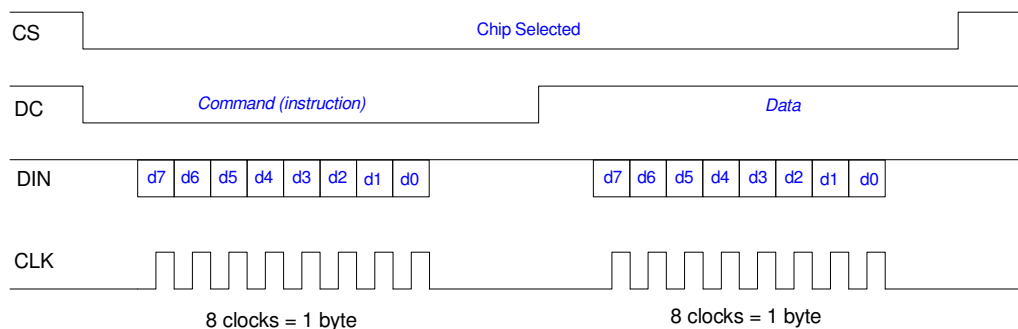 CS
Chip Selected
DC
Command (instruction)
Data
DIN
d7 d6 d5 d4 d3 d2 d1 d0
d7 d6 d5 d4 d3 d2 d1 d0
CLK
8 clocks = 1 byte
8 clocks = 1 byte